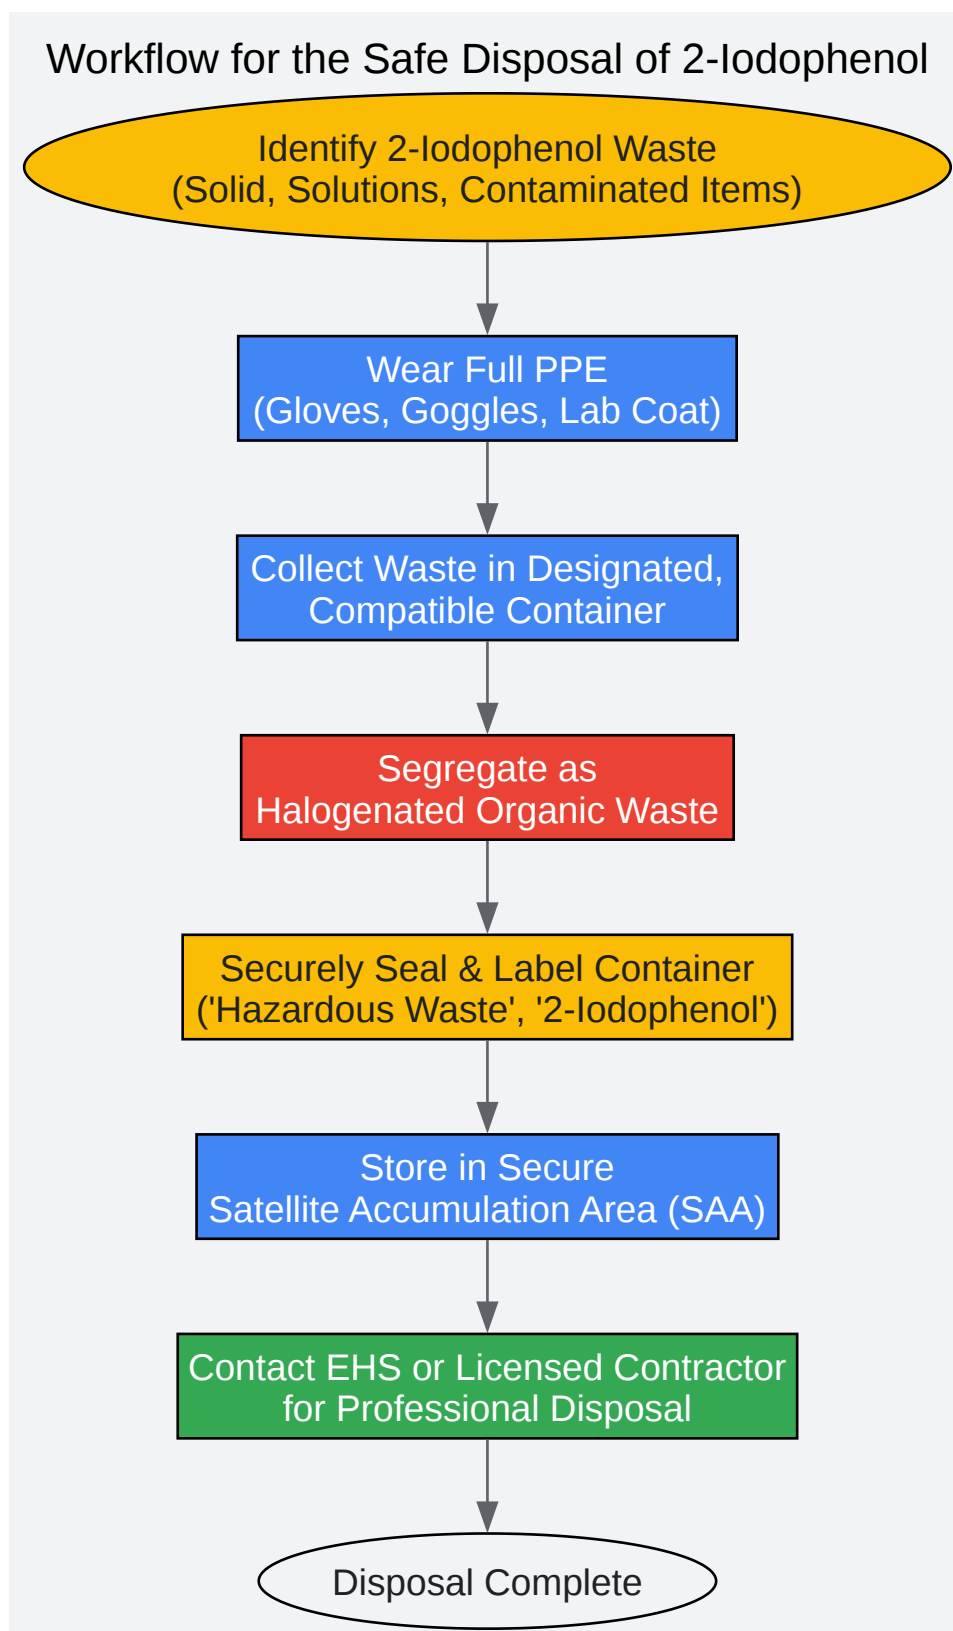 Workflow for the Safe Disposal of 2-Iodophenol
Identify 2-Iodophenol Waste
(Solid, Solutions, Contaminated Items)
Wear Full PPE
(Gloves, Goggles, Lab Coat)
Collect Waste in Designated,
Compatible Container
Segregate as
Halogenated Organic Waste
Securely Seal & Label Container
('Hazardous Waste', '2-Iodophenol')
Store in Secure
Satellite Accumulation Area (SAA)
Contact EHS or Licensed Contractor
for Professional Disposal
Disposal Complete